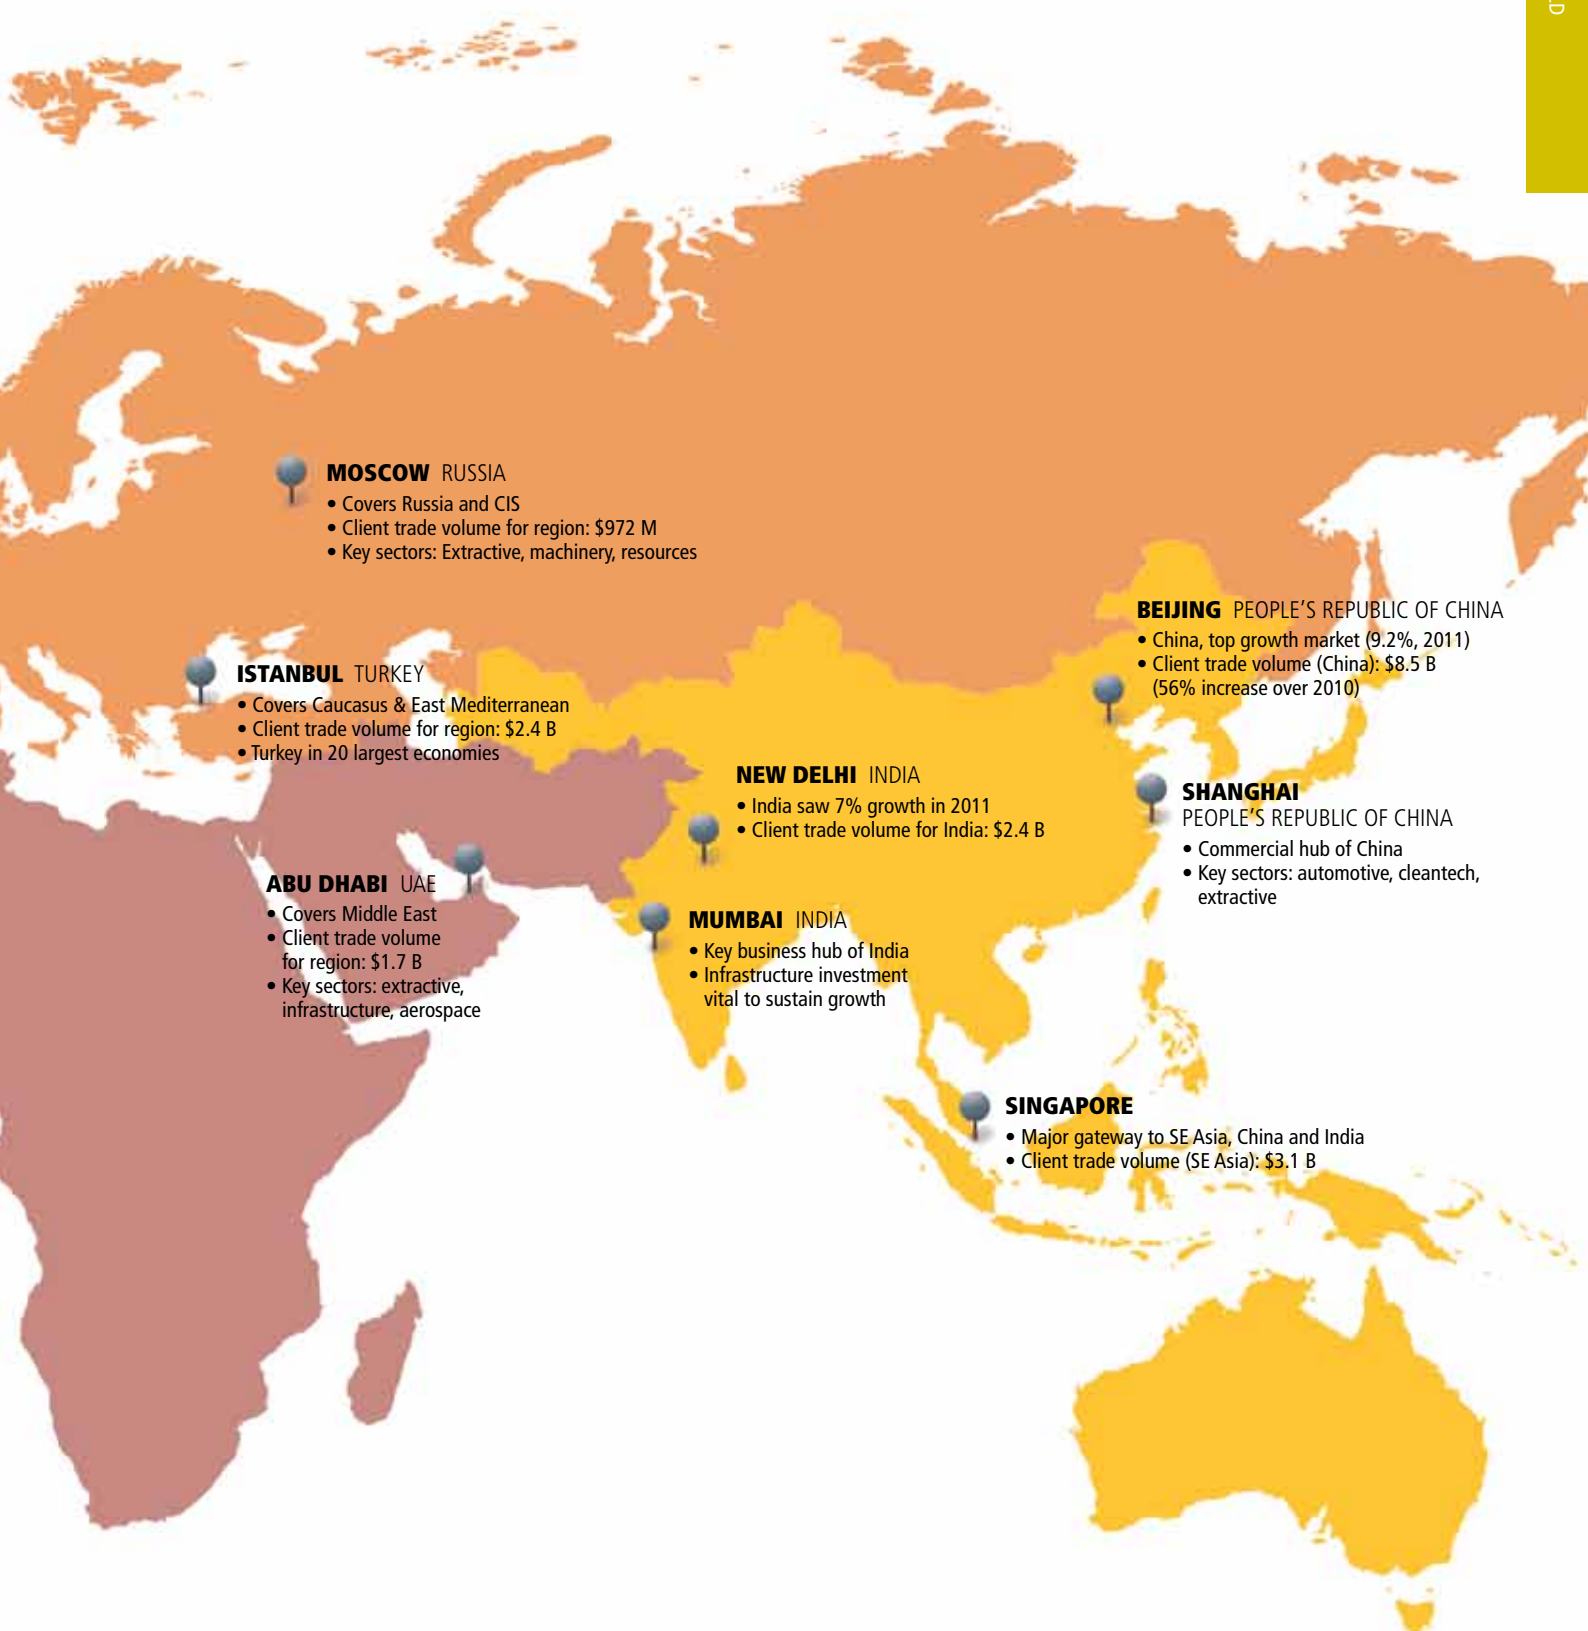 MOSCOW RUSSIA
• Covers Russia and CIS
• Client trade volume for region: $972 M
• Key sectors: Extractive, machinery, resources
BEIJING PEOPLE’S REPUBLIC OF CHINA
• China, top growth market (9.2%, 2011)
• Client trade volume (China): $8.5 B
(56% increase over 2010)
ISTANBUL TURKEY
• Covers Caucasus & East Mediterranean
• Client trade volume for region: $2.4 B
• Turkey in 20 largest economies
NEW DELHI INDIA
• India saw 7% growth in 2011
• Client trade volume for India: $2.4 B
SHANGHAI
PEOPLE’S REPUBLIC OF CHINA
• Commercial hub of China
• Key sectors: automotive, cleantech,
extractive
ABU DHABI UAE
• Covers Middle East
• Client trade volume
for region: $1.7 B
• Key sectors: extractive,
infrastructure, aerospace
MUMBAI INDIA
• Key business hub of India
• Infrastructure investment
vital to sustain growth
SINGAPORE
• Major gateway to SE Asia, China and India
• Client trade volume (SE Asia): $3.1 B